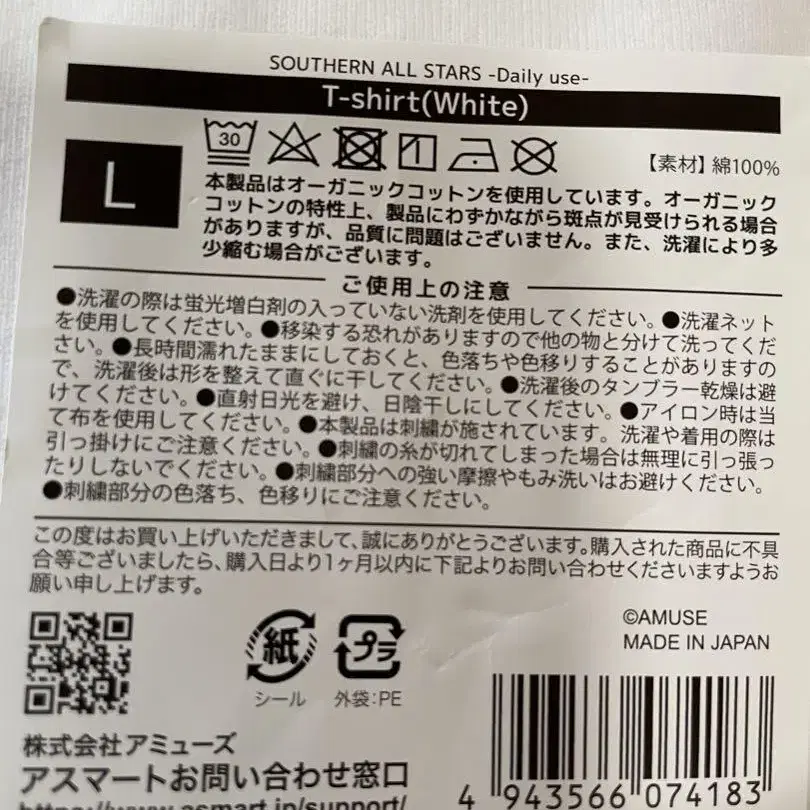 SOUTHERN ALL STARS -Daily use-
T-shirt(White)
L
30
【素材】綿100%
本製品はオーガニックコットンを使用しています。オーガニック
コットンの特性上、製品にわずかながら斑点が見受けられる場合
がありますが、品質に問題はございません。また、洗濯により多
少縮む場合がございます。
ご使用上の注意
●洗濯の際は蛍光増白剤の入っていない洗剤を使用してください。●洗濯ネット
を使用してください。●移染する恐れがありますので他の物と分けて洗ってくだ
さい。●長時間濡れたままにしておくと、色落ちや色移りすることがありますの
で、洗濯後は形を整えて直ぐに干してください。●洗濯後のタンブラー乾燥は避
けてください。●直射日光を避け、日陰干しにしてください。●アイロン時は当
て布を使用してください。●本製品は刺繍が施されています。洗濯や着用の際は
引っ掛けにご注意ください。●刺繍の糸が切れてしまった場合は無理に引っ張っ
たりしないでください。●刺繍部分への強い摩擦やもみ洗いはお避けください。
●刺繍部分の色落ち、色移りにご注意ください。
この度はお買い上げいただきまして、誠にありがとうございます。購入された商品に不具
合等ございましたら、購入日より1ヶ月以内に下記よりお問い合わせくださいますようお
願い申し上げます。
©AMUSE
MADE IN JAPAN
紙
シール
プラ
外袋:PE
株式会社アミューズ
アスマートお問い合わせ窓口
https://www.asmart.jp/support/
4 943566 074183